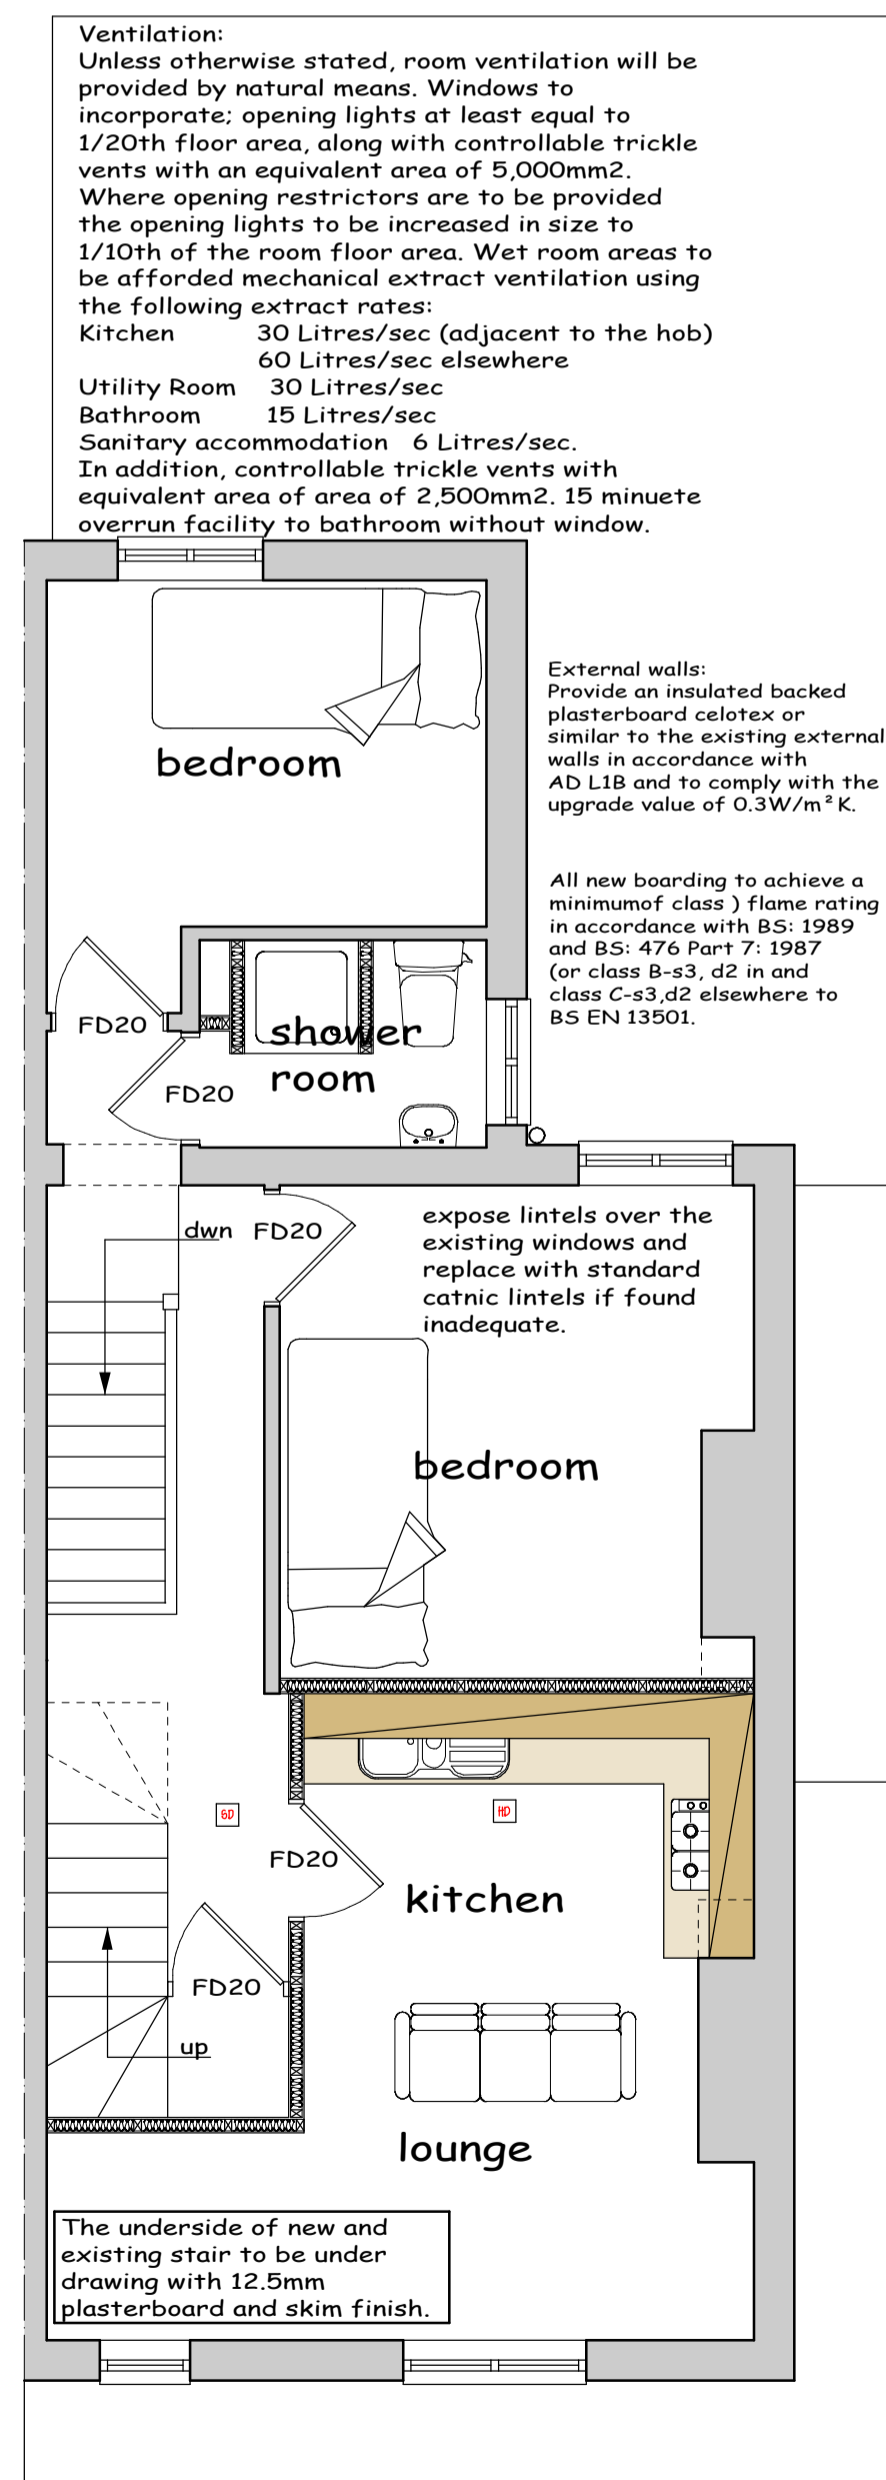 Ventilation:
Unless otherwise stated, room ventilation will be
provided by natural means. Windows to
incorporate; opening lights at least equal to
1/20th floor area, along with controllable trickle
vents with an equivalent area of 5,000mm2.
Where opening restrictors are to be provided
the opening lights to be increased in size to
1/10th of the room floor area. Wet room areas to
be afforded mechanical extract ventilation using
the following extract rates:
Kitchen 30 Litres/sec (adjacent to the hob)
60 Litres/sec elsewhere
Utility Room 30 Litres/sec
Bathroom 15 Litres/sec
Sanitary accommodation 6 Litres/sec.
In addition, controllable trickle vents with
equivalent area of area of 2,500mm2. 15 minuete
overrun facility to bathroom without window.
External walls:
Provide an insulated backed
plasterboard celotex or
similar to the existing external
walls in accordance with
AD L1B and to comply with the
upgrade value of 0.3W/m²K.
bedroom
All new boarding to achieve a
minimumof class ) flame rating
in accordance with BS: 1989
and BS: 476 Part 7: 1987
(or class B-s3, d2 in and
class C-s3,d2 elsewhere to
BS EN 13501.
FD20
shower
room
FD20
dwn
FD20
expose lintels over the
existing windows and
replace with standard
catnic lintels if found
inadequate.
bedroom
SD
HD
FD20
kitchen
FD20
up
lounge
The underside of new and
existing stair to be under
drawing with 12.5mm
plasterboard and skim finish.